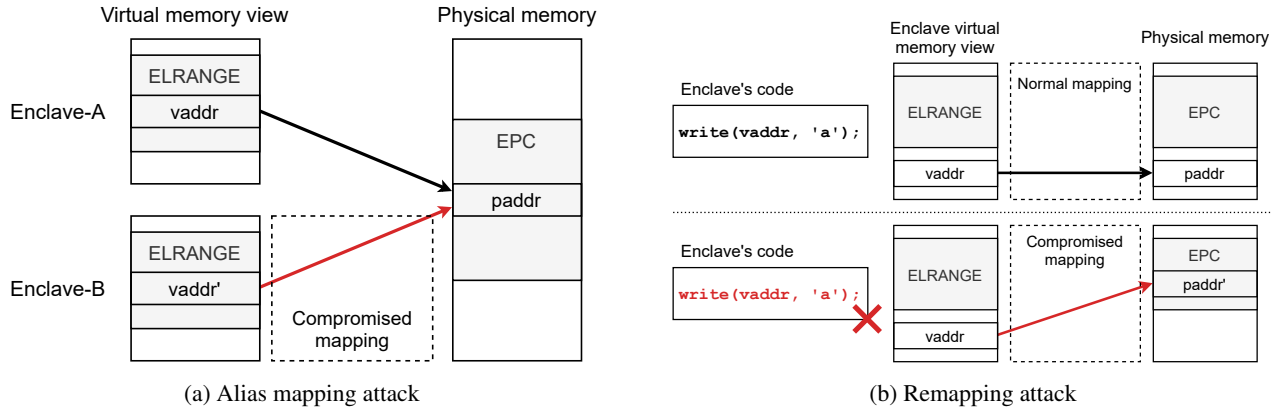 Virtual memory view
Physical memory
Enclave-A
ELRANGE
vaddr
EPC
paddr
Enclave-B
ELRANGE
vaddr'
Compromised
mapping
(a) Alias mapping attack
Enclave virtual
memory view
Physical memory
Enclave's code
write(vaddr, 'a');
ELRANGE
vaddr
Normal mapping
EPC
paddr
Enclave's code
write(vaddr, 'a');
ELRANGE
vaddr
Compromised
mapping
EPC
paddr'
(b) Remapping attack